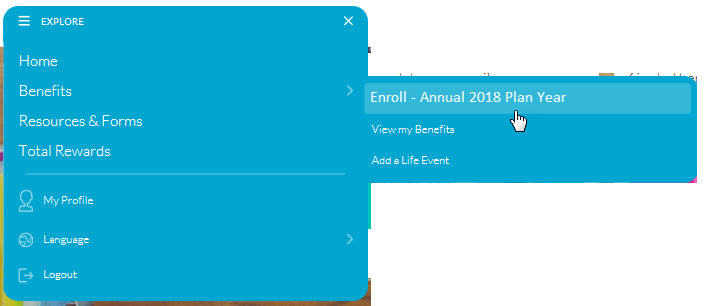 EXPLORE
Home
Benefits
Resources & Forms
Total Rewards
My Profile
Language
Logout
Enroll - Annual 2018 Plan Year
View my Benefits
Add a Life Event